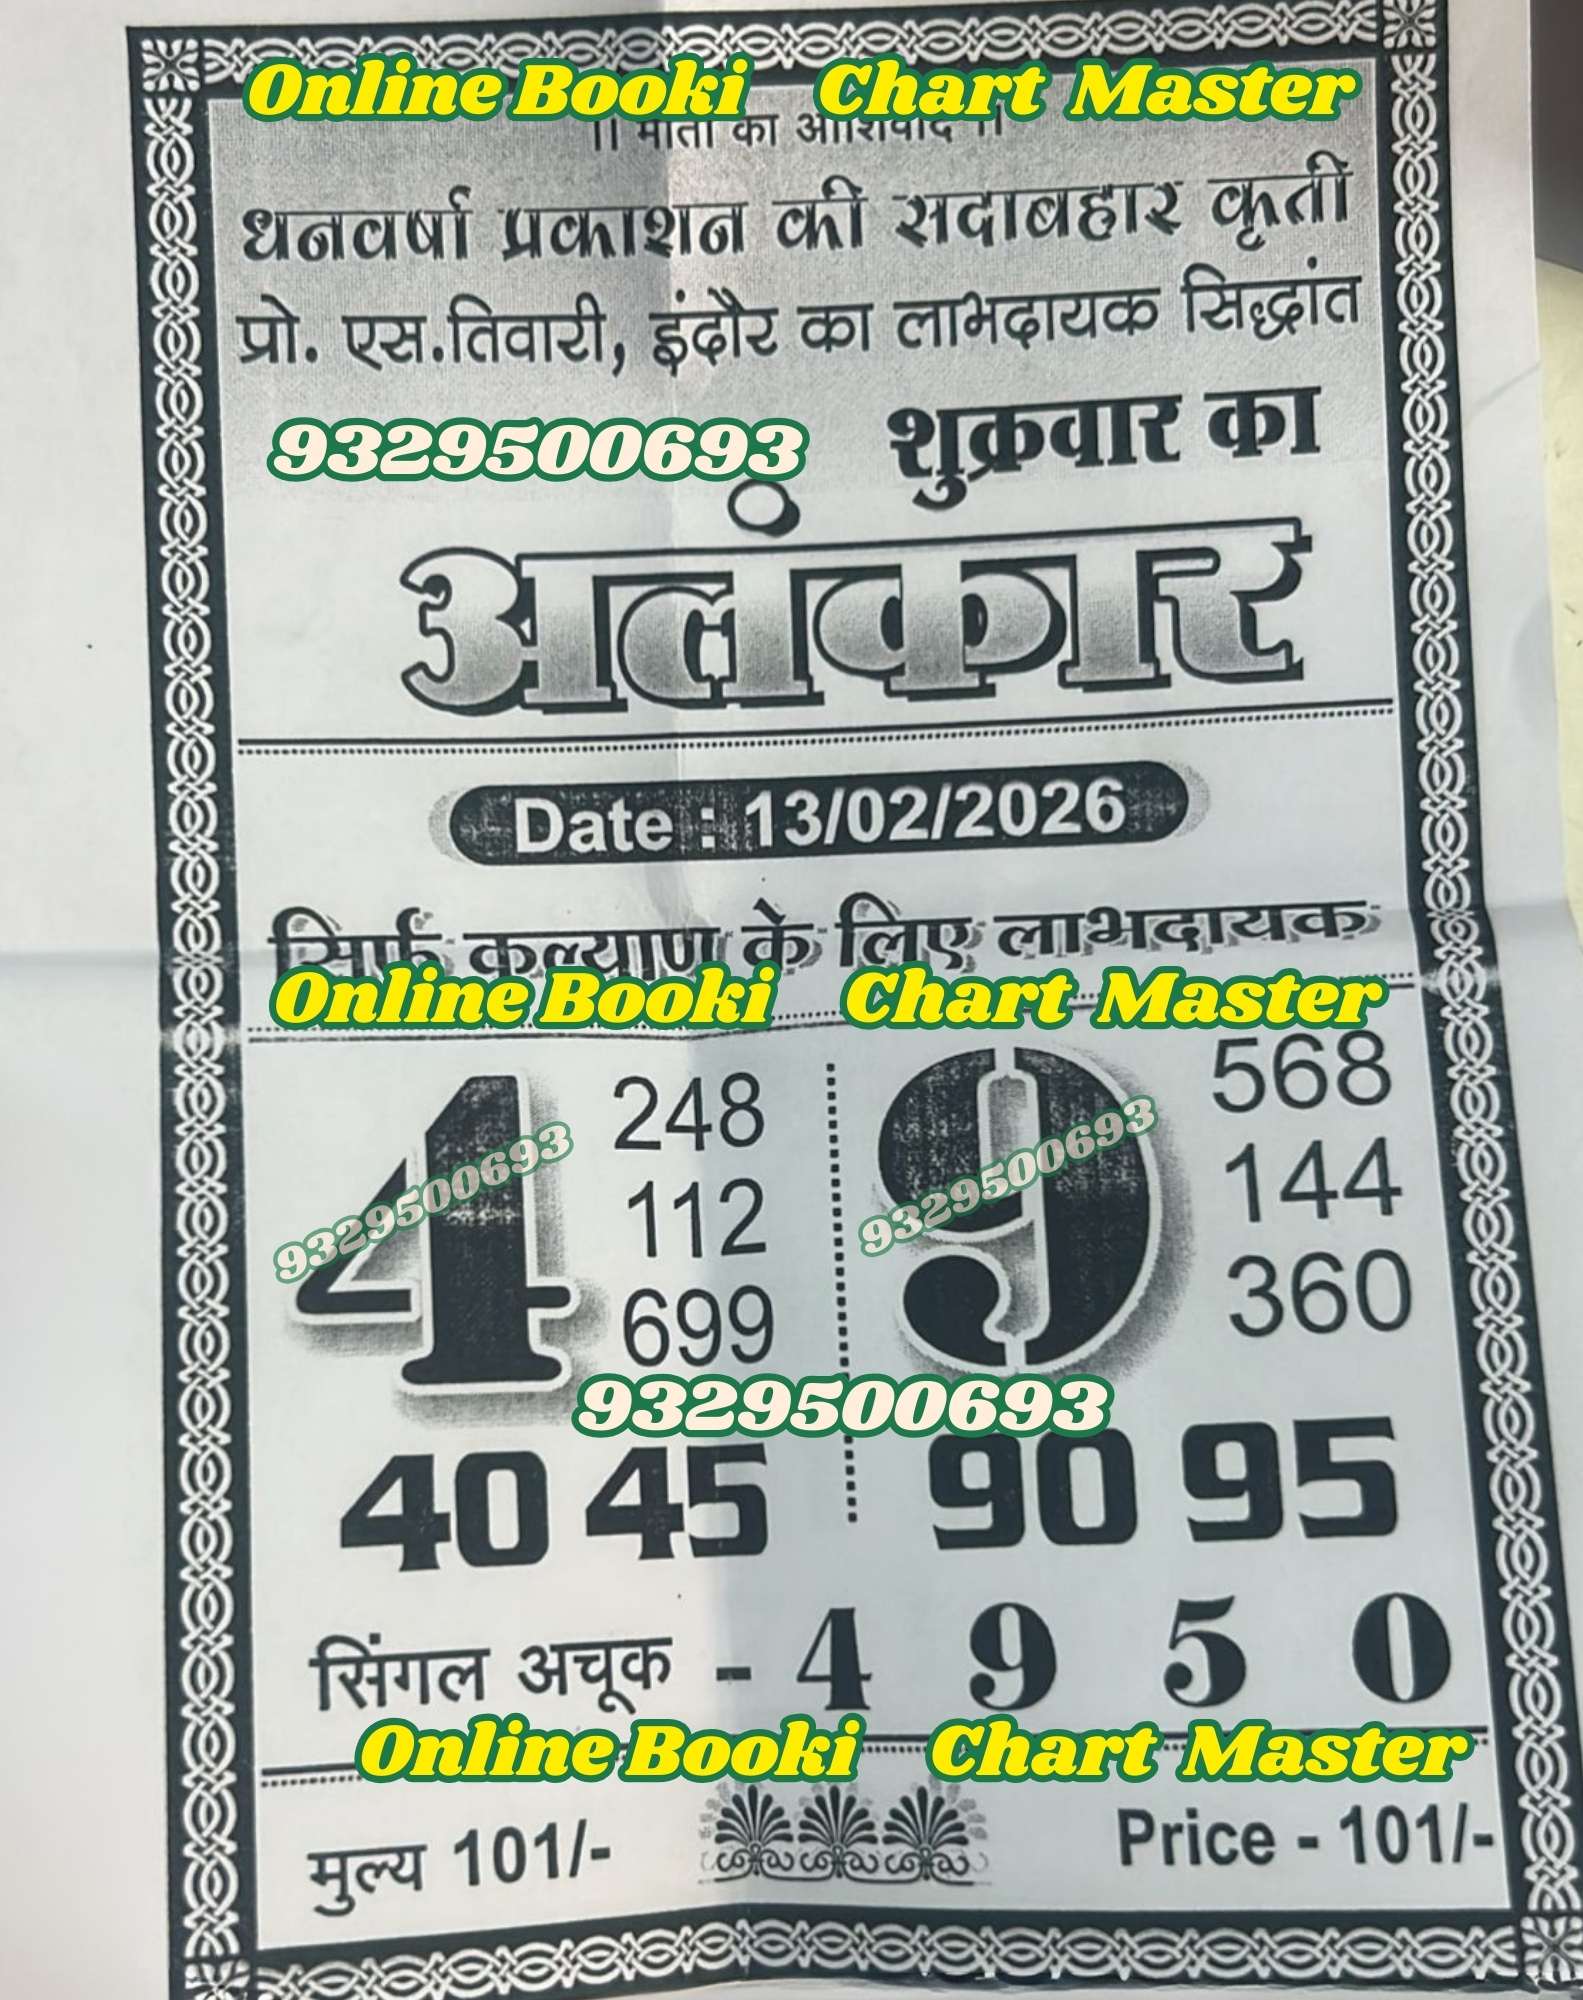 Online Booki Chart Master
।। माता का आशिर्वाद ।।
धनवर्षा प्रकाशन की सदाबहार कृती
प्रो. एस.तिवारी, इंदौर का लाभदायक सिद्धांत
9329500693 शुक्रवार का
अलंकार
Date : 13/02/2026
सिर्फ कल्याण के लिए लाभदायक
Online Booki Chart Master
4 248 9 568
9329500693 112 9329500693 144
699 360
9329500693
40 45 90 95
सिंगल अचूक - 4 9 5 0
Online Booki Chart Master
मुल्य 101/- Price - 101/-